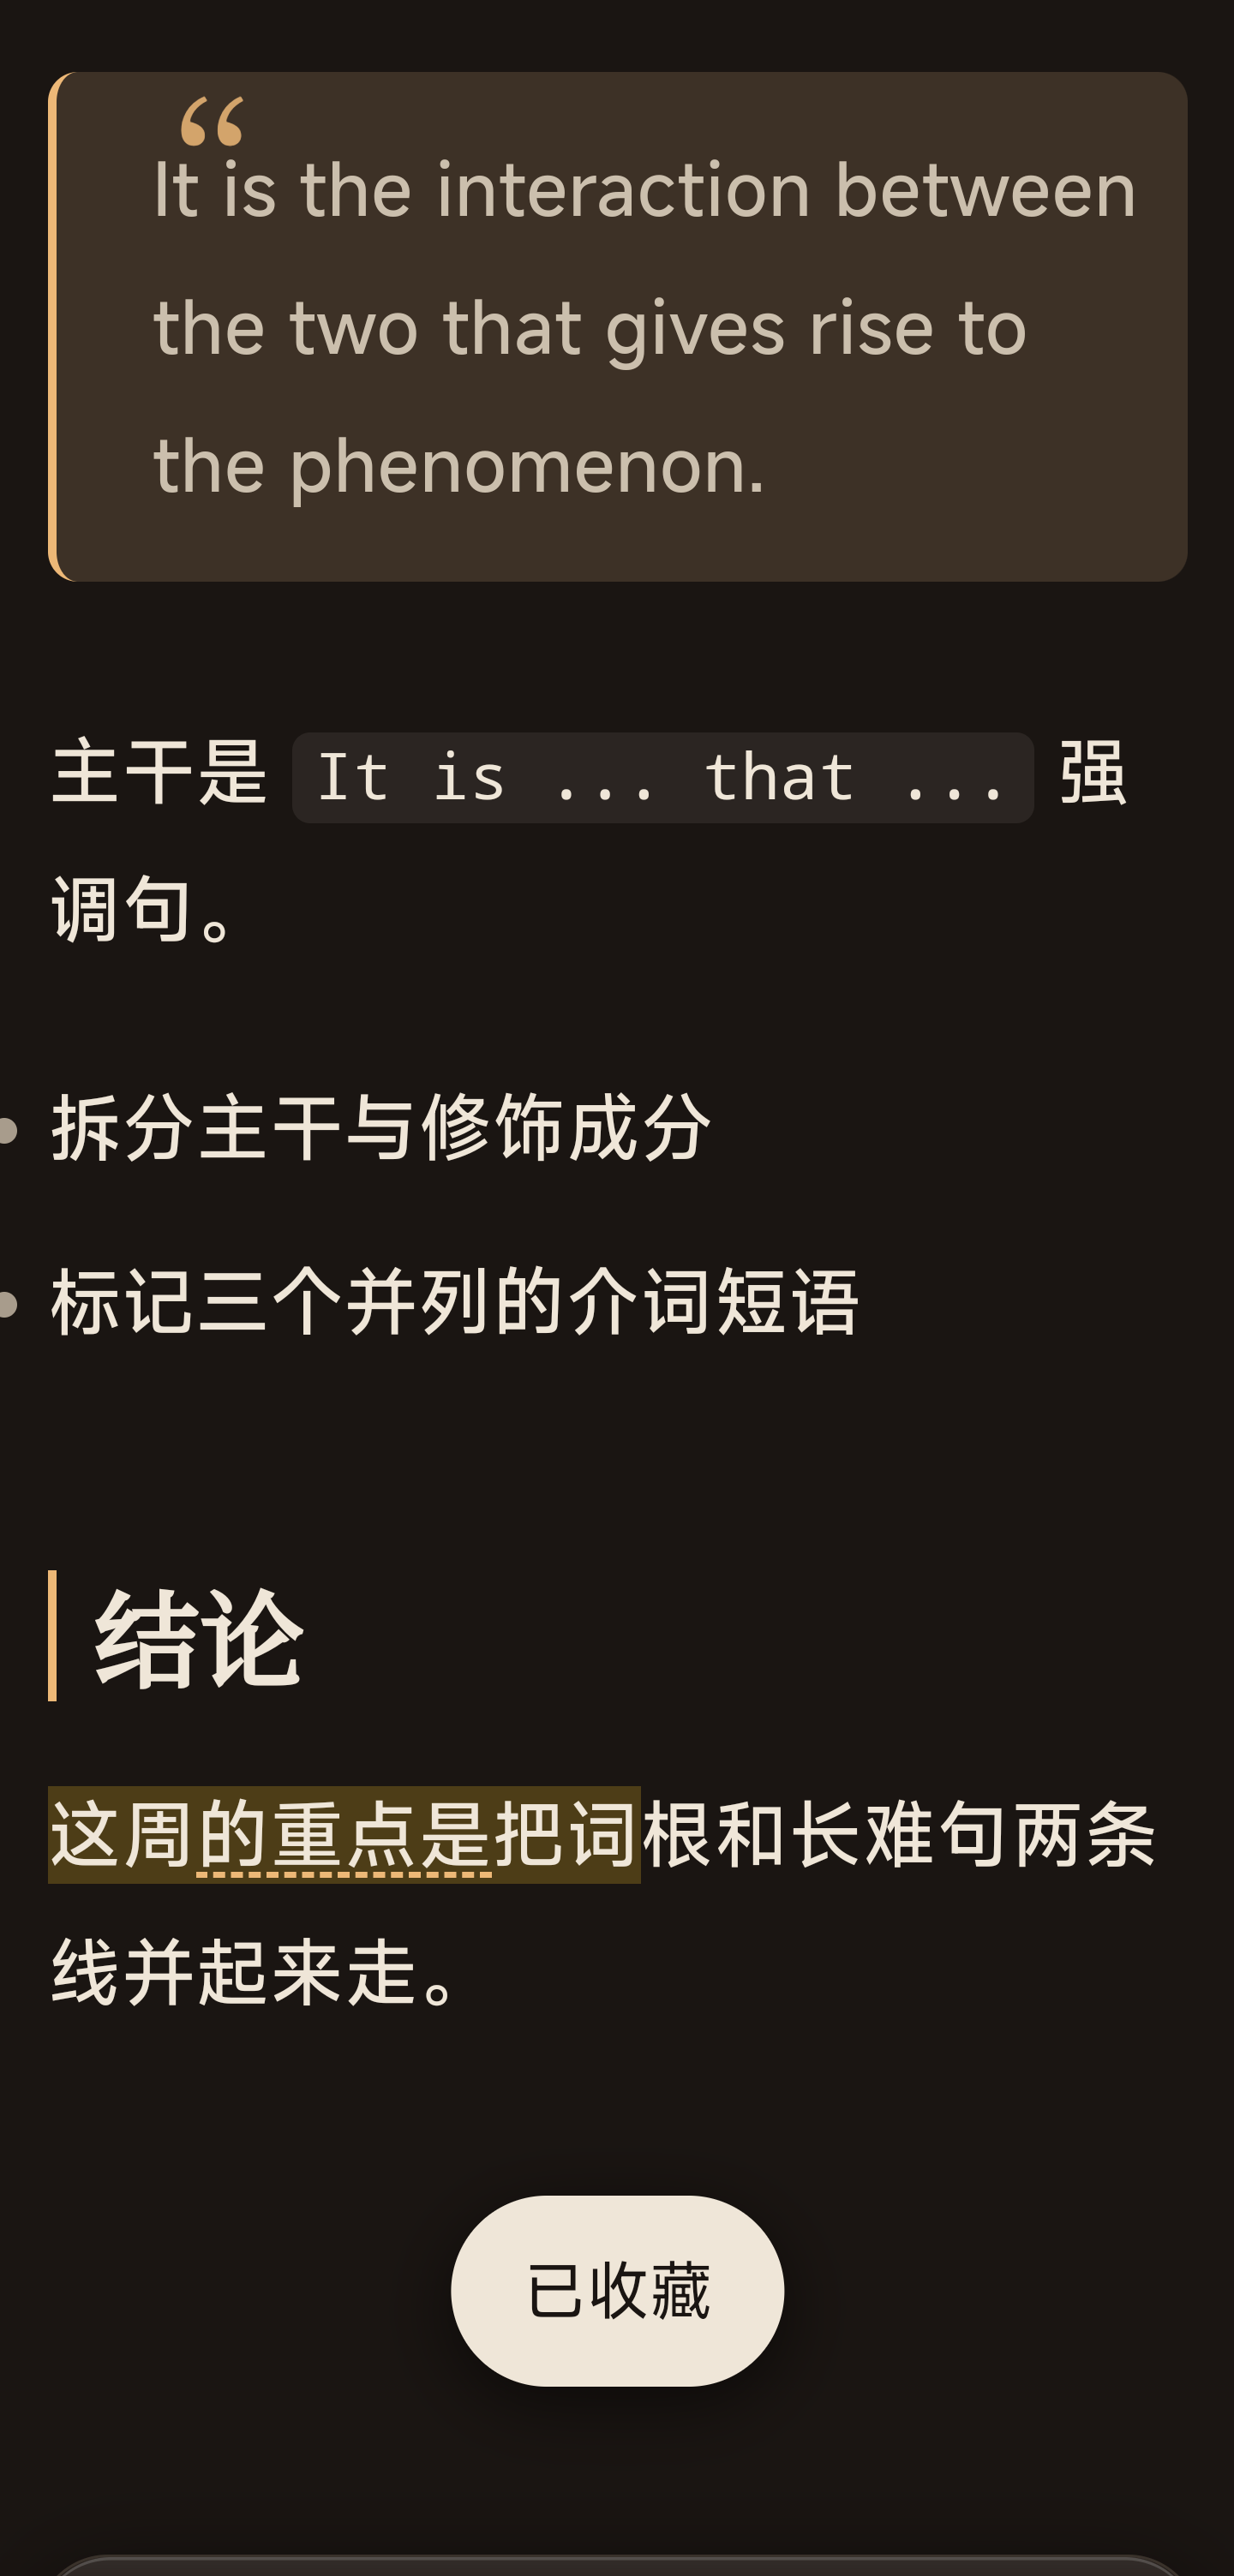 “
It is the interaction between
the two that gives rise to
the phenomenon.
主干是 It is ... that ... 强
调句。
• 拆分主干与修饰成分
• 标记三个并列的介词短语
结论
这周的重点是把词根和长难句两条
线并起来走。
已收藏